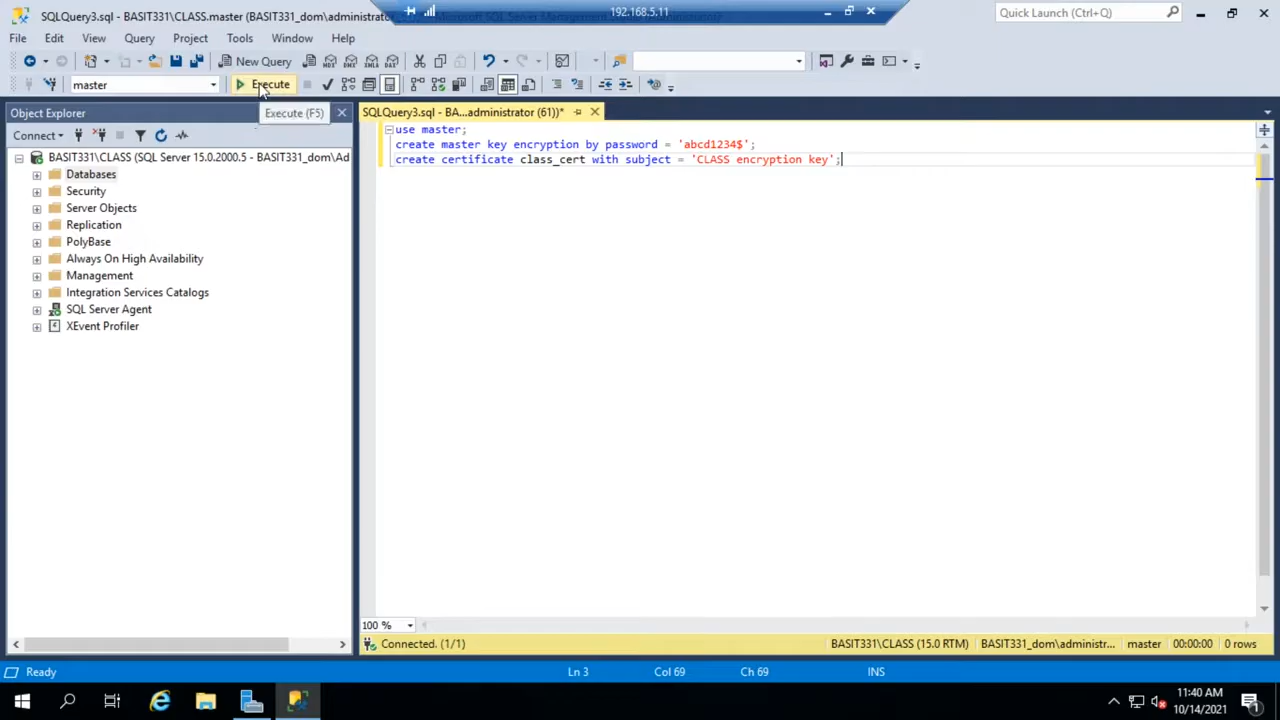 SQLQuery3.sql - BASIT331\CLASS.master (BASIT331_dom\administrator
192.168.5.11
Quick Launch (Ctrl+Q)
File Edit View Query Project Tools Window Help
New Query
MDX DMX XMLA DAX
master
Execute
Execute (F5)
Object Explorer
SQLQuery3.sql - BA...administrator (61))*
Connect
BASIT331\CLASS (SQL Server 15.0.2000.5 - BASIT331_dom\Ad
Databases
Security
Server Objects
Replication
PolyBase
Always On High Availability
Management
Integration Services Catalogs
SQL Server Agent
XEvent Profiler
use master;
create master key encryption by password = 'abcd1234$';
create certificate class_cert with subject = 'CLASS encryption key';
100 %
Connected. (1/1)
BASIT331\CLASS (15.0 RTM) BASIT331_dom\administr... master 00:00:00 0 rows
Ready
Ln 3 Col 69 Ch 69 INS
11:40 AM
10/14/2021
1